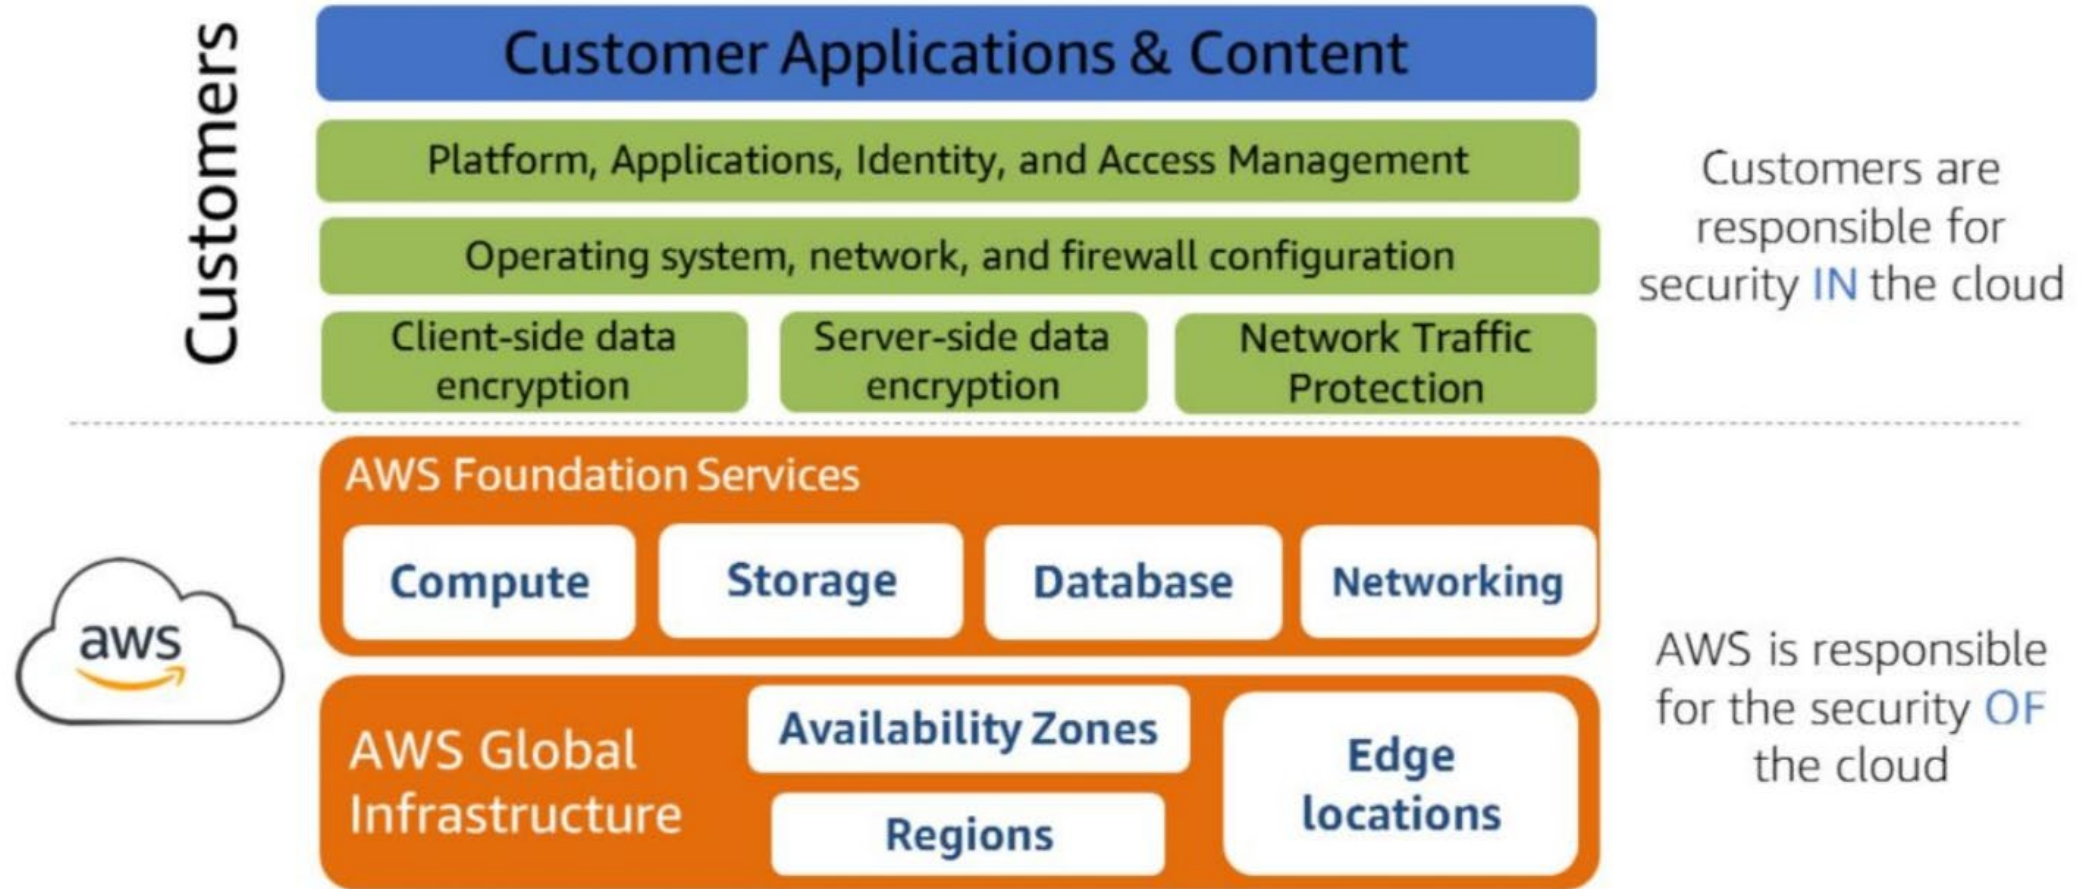 Customers
Customer Applications & Content
Platform, Applications, Identity, and Access Management
Operating system, network, and firewall configuration
Client-side data
encryption
Server-side data
encryption
Network Traffic
Protection
Customers are
responsible for
security IN the cloud
aws
AWS Foundation Services
Compute
Storage
Database
Networking
AWS Global
Infrastructure
Availability Zones
Regions
Edge
locations
AWS is responsible
for the security OF
the cloud